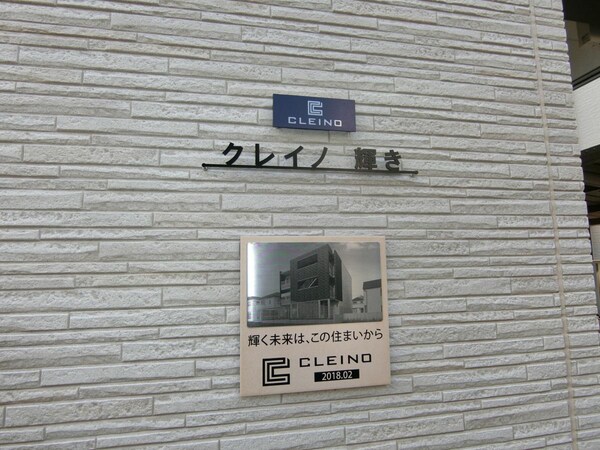 CLEINO
クレイノ 輝き
輝く未来は、この住まいから
CLEINO
2018.02